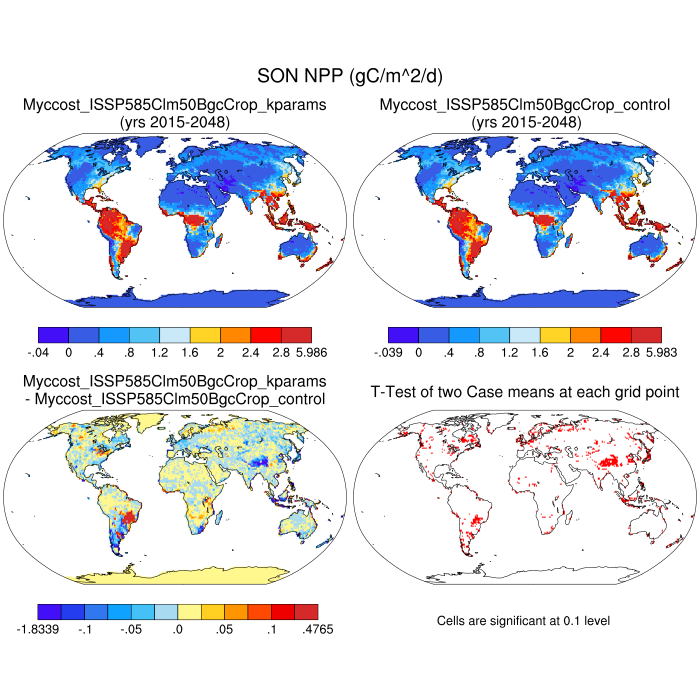 SON NPP (gC/m^2/d)
Myccost_ISSP585Clm50BgcCrop_kparams
(yrs 2015-2048)
Myccost_ISSP585Clm50BgcCrop_control
(yrs 2015-2048)
-.04 0 .4 .8 1.2 1.6 2 2.4 2.8 5.986
-.039 0 .4 .8 1.2 1.6 2 2.4 2.8 5.983
Myccost_ISSP585Clm50BgcCrop_kparams
- Myccost_ISSP585Clm50BgcCrop_control
T-Test of two Case means at each grid point
-1.8339 -.1 -.05 .0 .05 .1 .4765
Cells are significant at 0.1 level